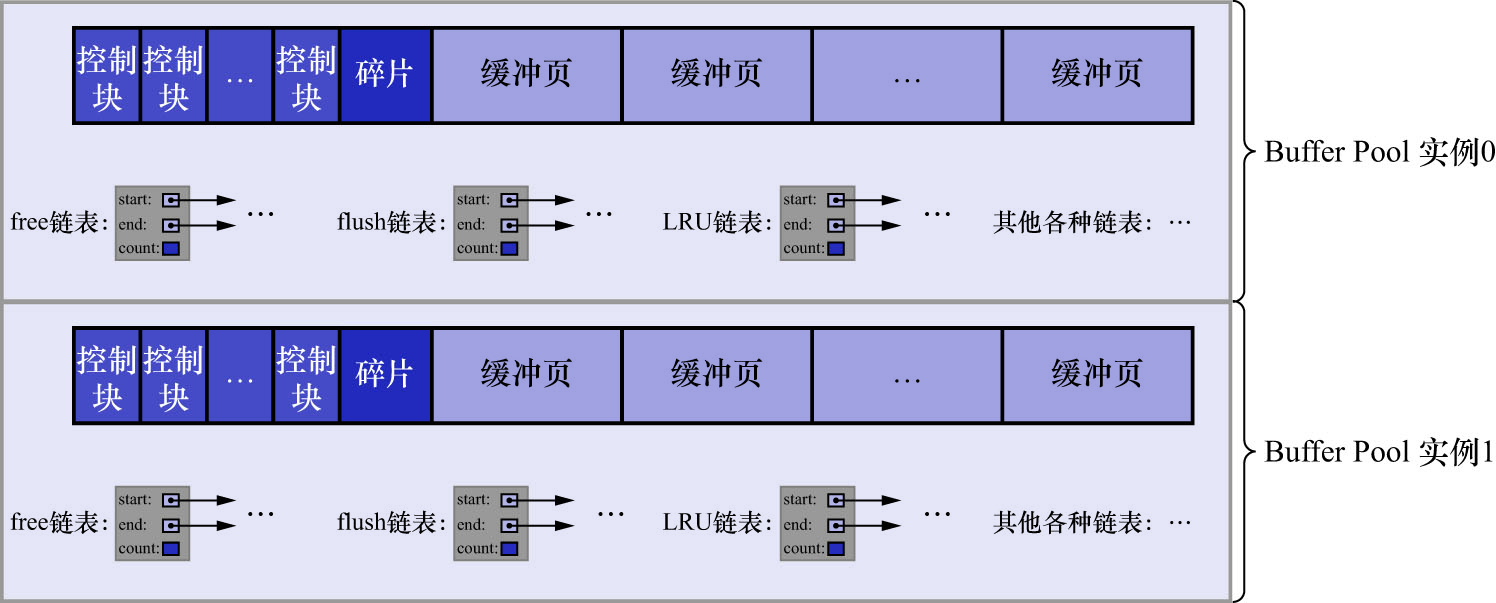 控制块 控制块 … 控制块 碎片 缓冲页 缓冲页 … 缓冲页
Buffer Pool 实例0
free链表: start: end: count: …
flush链表: start: end: count: …
LRU链表: start: end: count: …
其他各种链表: …
控制块 控制块 … 控制块 碎片 缓冲页 缓冲页 … 缓冲页
Buffer Pool 实例1
free链表: start: end: count: …
flush链表: start: end: count: …
LRU链表: start: end: count: …
其他各种链表: …